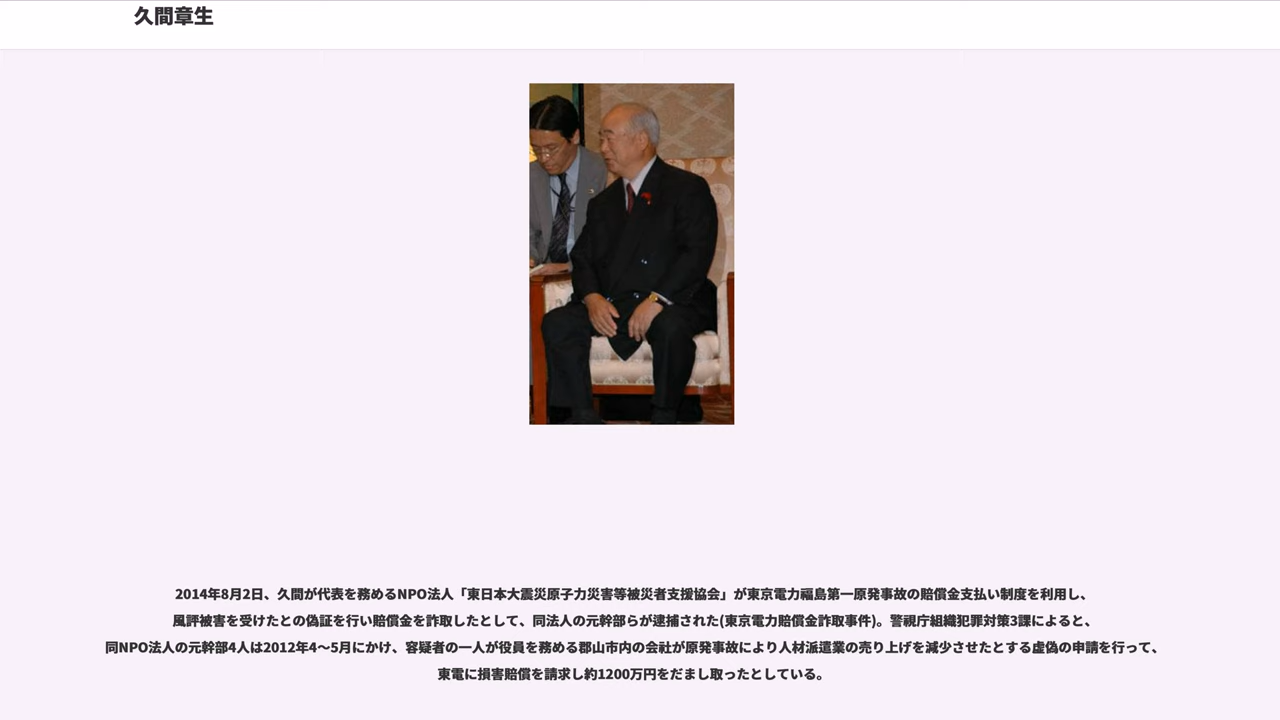 久間章生
2014年8月2日、久間が代表を務めるNPO法人「東日本大震災原子力災害等被災者支援協会」が東京電力福島第一原発事故の賠償金支払い制度を利用し、
風評被害を受けたとの偽証を行い賠償金を詐取したとして、同法人の元幹部らが逮捕された(東京電力賠償金詐取事件)。警視庁組織犯罪対策3課によると、
同NPO法人の元幹部4人は2012年4〜5月にかけ、容疑者の一人が役員を務める郡山市内の会社が原発事故により人材派遣業の売り上げを減少させたとする虚偽の申請を行って、
東電に損害賠償を請求し約1200万円をだまし取ったとしている。